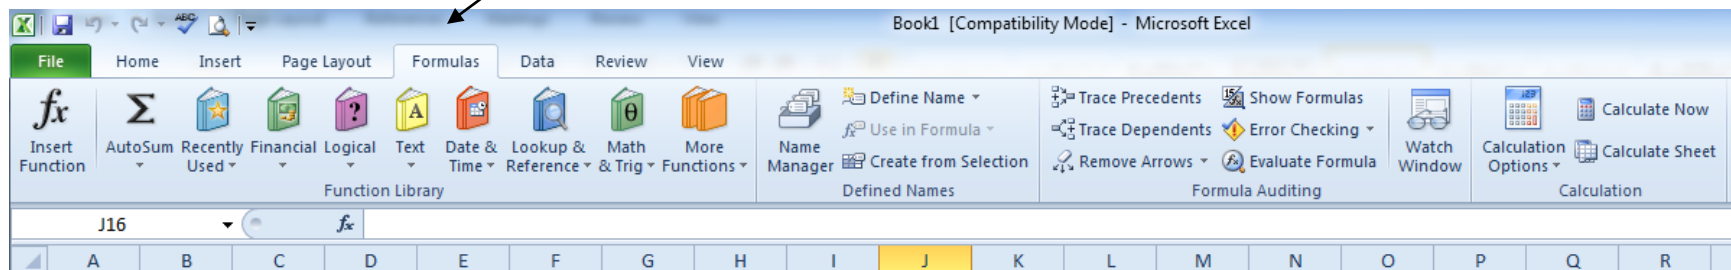 Book1 [Compatibility Mode] - Microsoft Excel
File Home Insert Page Layout Formulas Data Review View
fx Insert Function
Σ AutoSum
Recently Used
Financial
? Logical
A Text
Date & Time
Lookup & Reference
θ Math & Trig
More Functions
Function Library
Name Manager
Define Name
Use in Formula
Create from Selection
Defined Names
Trace Precedents
Trace Dependents
Remove Arrows
Show Formulas
Error Checking
Evaluate Formula
Watch Window
Formula Auditing
Calculation Options
Calculate Now
Calculate Sheet
Calculation
J16 fx
A B C D E F G H I J K L M N O P Q R